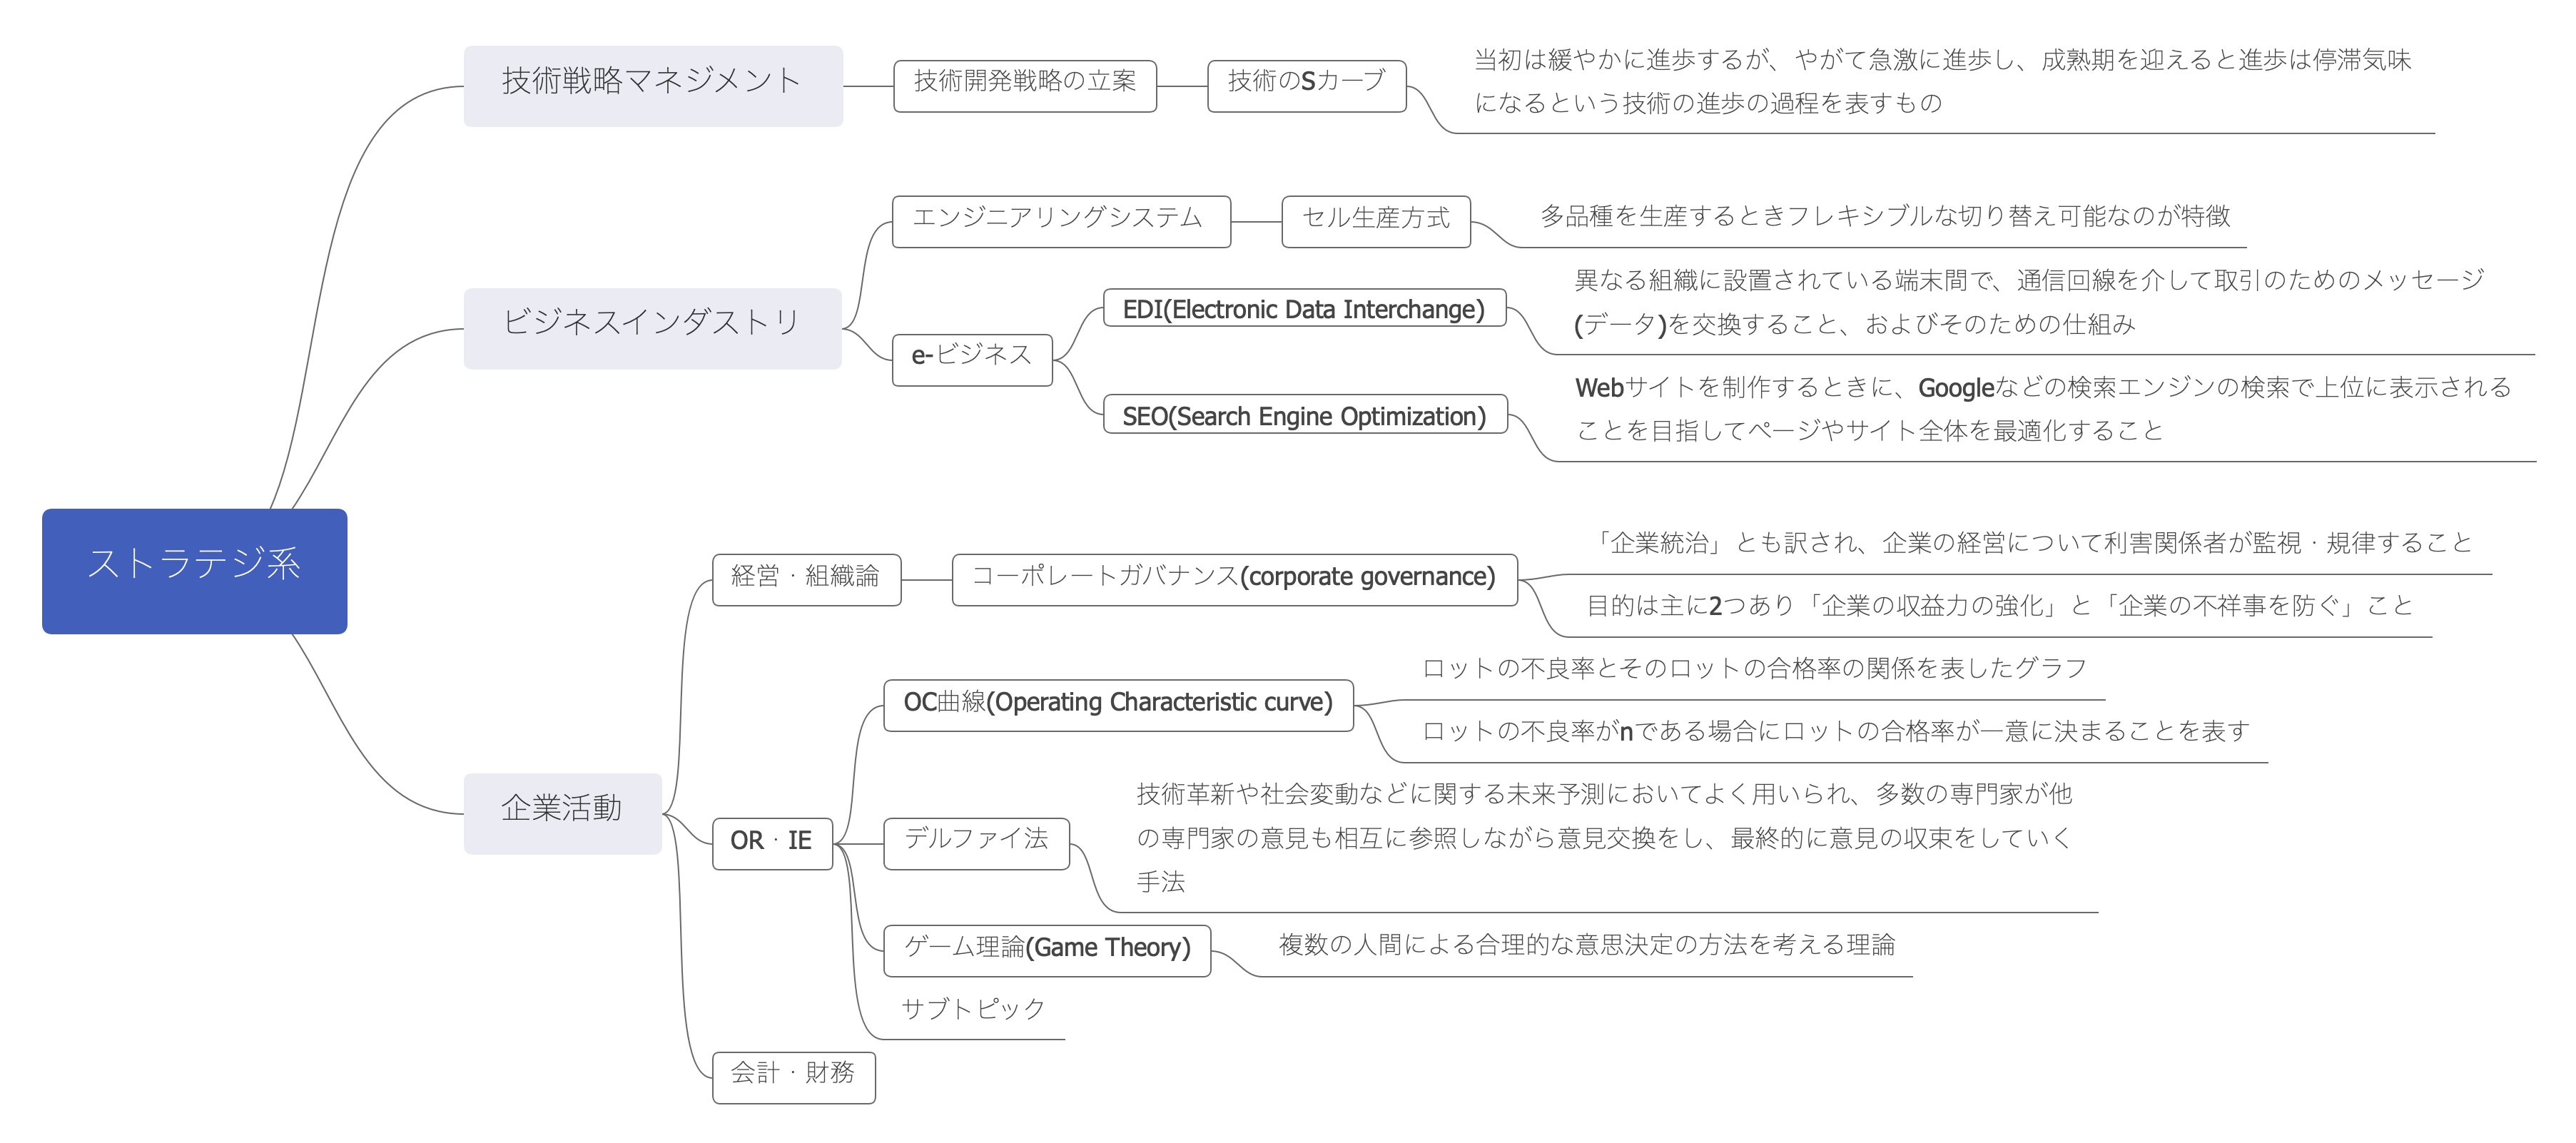 ストラテジ系
技術戦略マネジメント
技術開発戦略の立案
技術のSカーブ
当初は緩やかに進歩するが、やがて急激に進歩し、成熟期を迎えると進歩は停滞気味
になるという技術の進歩の過程を表すもの
ビジネスインダストリ
エンジニアリングシステム
セル生産方式
多品種を生産するときフレキシブルな切り替え可能なのが特徴
e-ビジネス
EDI(Electronic Data Interchange)
異なる組織に設置されている端末間で、通信回線を介して取引のためのメッセージ
(データ)を交換すること、およびそのための仕組み
SEO(Search Engine Optimization)
Webサイトを制作するときに、Googleなどの検索エンジンの検索で上位に表示される
ことを目指してページやサイト全体を最適化すること
企業活動
経営・組織論
コーポレートガバナンス(corporate governance)
「企業統治」とも訳され、企業の経営について利害関係者が監視・規律すること
目的は主に2つあり「企業の収益力の強化」と「企業の不祥事を防ぐ」こと
OR・IE
OC曲線(Operating Characteristic curve)
ロットの不良率とそのロットの合格率の関係を表したグラフ
ロットの不良率がnである場合にロットの合格率が一意に決まることを表す
デルファイ法
技術革新や社会変動などに関する未来予測においてよく用いられ、多数の専門家が他
の専門家の意見も相互に参照しながら意見交換をし、最終的に意見の収束をしていく
手法
ゲーム理論(Game Theory)
複数の人間による合理的な意思決定の方法を考える理論
サブトピック
会計・財務